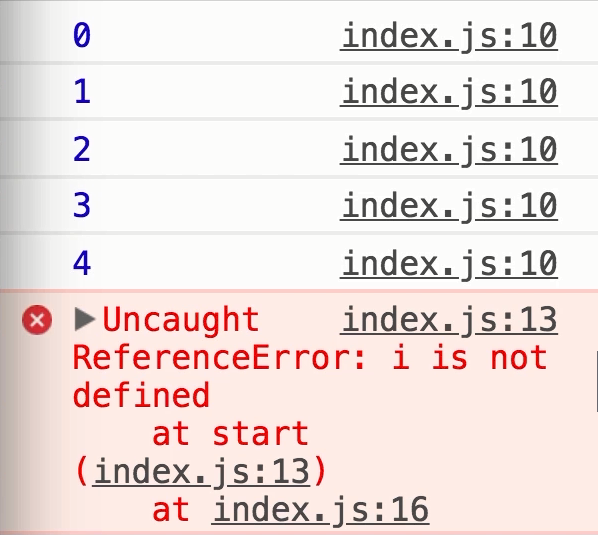 0 index.js:10
1 index.js:10
2 index.js:10
3 index.js:10
4 index.js:10
Uncaught index.js:13
ReferenceError: i is not
defined
at start
(index.js:13)
at index.js:16